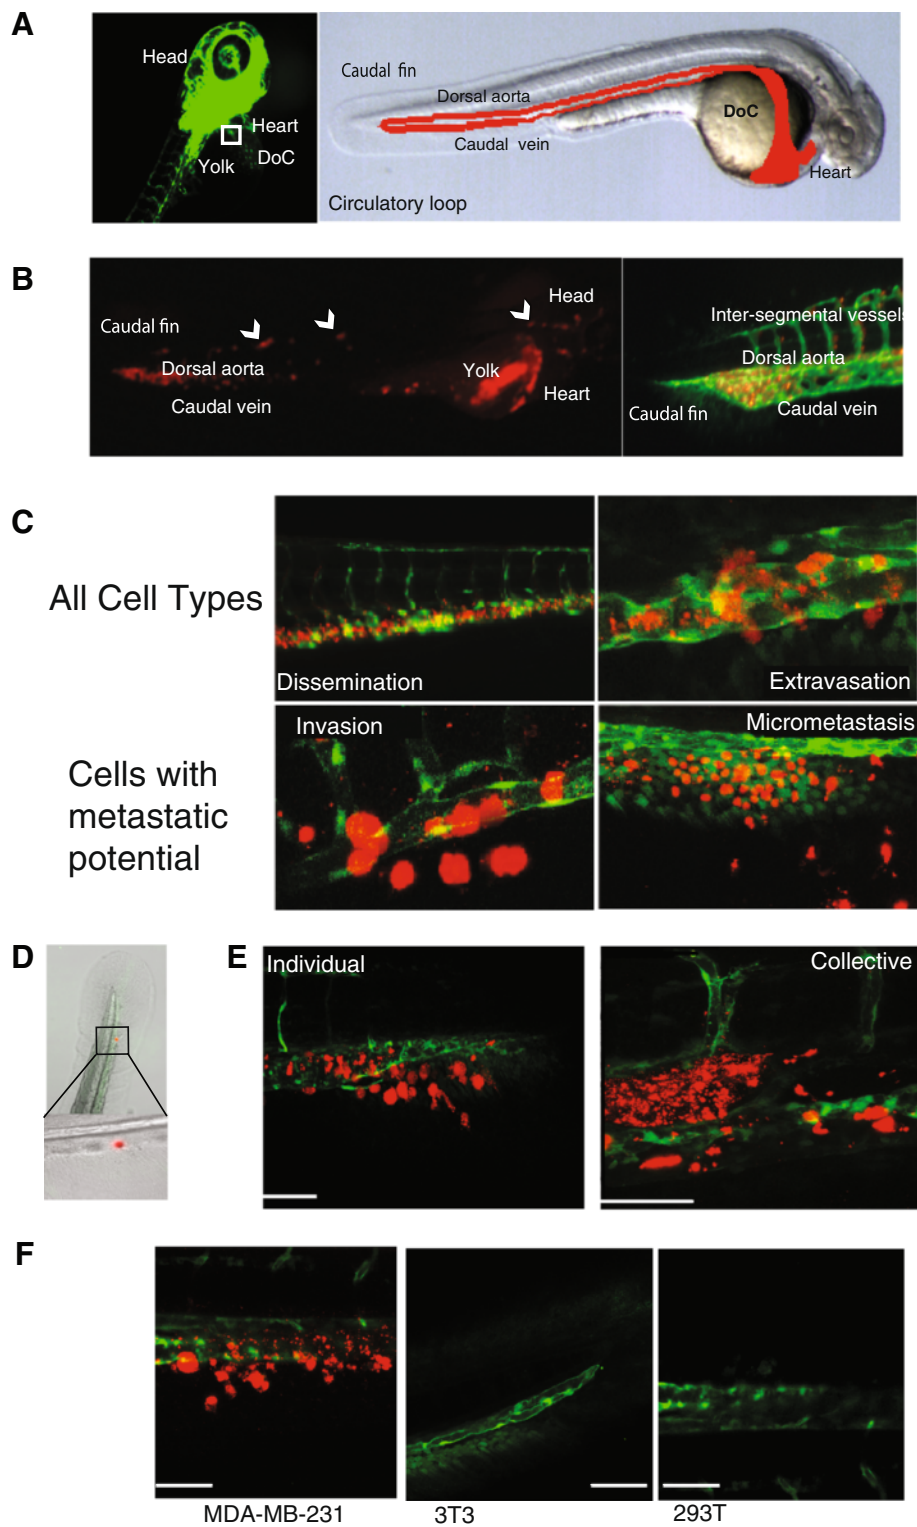 A
Head
Heart
DoC
Yolk
Caudal fin
Dorsal aorta
DoC
Caudal vein
Heart
Circulatory loop
B
Caudal fin
Dorsal aorta
Caudal vein
Yolk
Head
Heart
Inter-segmental vessels
Dorsal aorta
Caudal fin
Caudal vein
C
All Cell Types
Dissemination
Extravasation
Cells with
metastatic
potential
Invasion
Micrometastasis
D
E
Individual
Collective
F
MDA-MB-231
3T3
293T